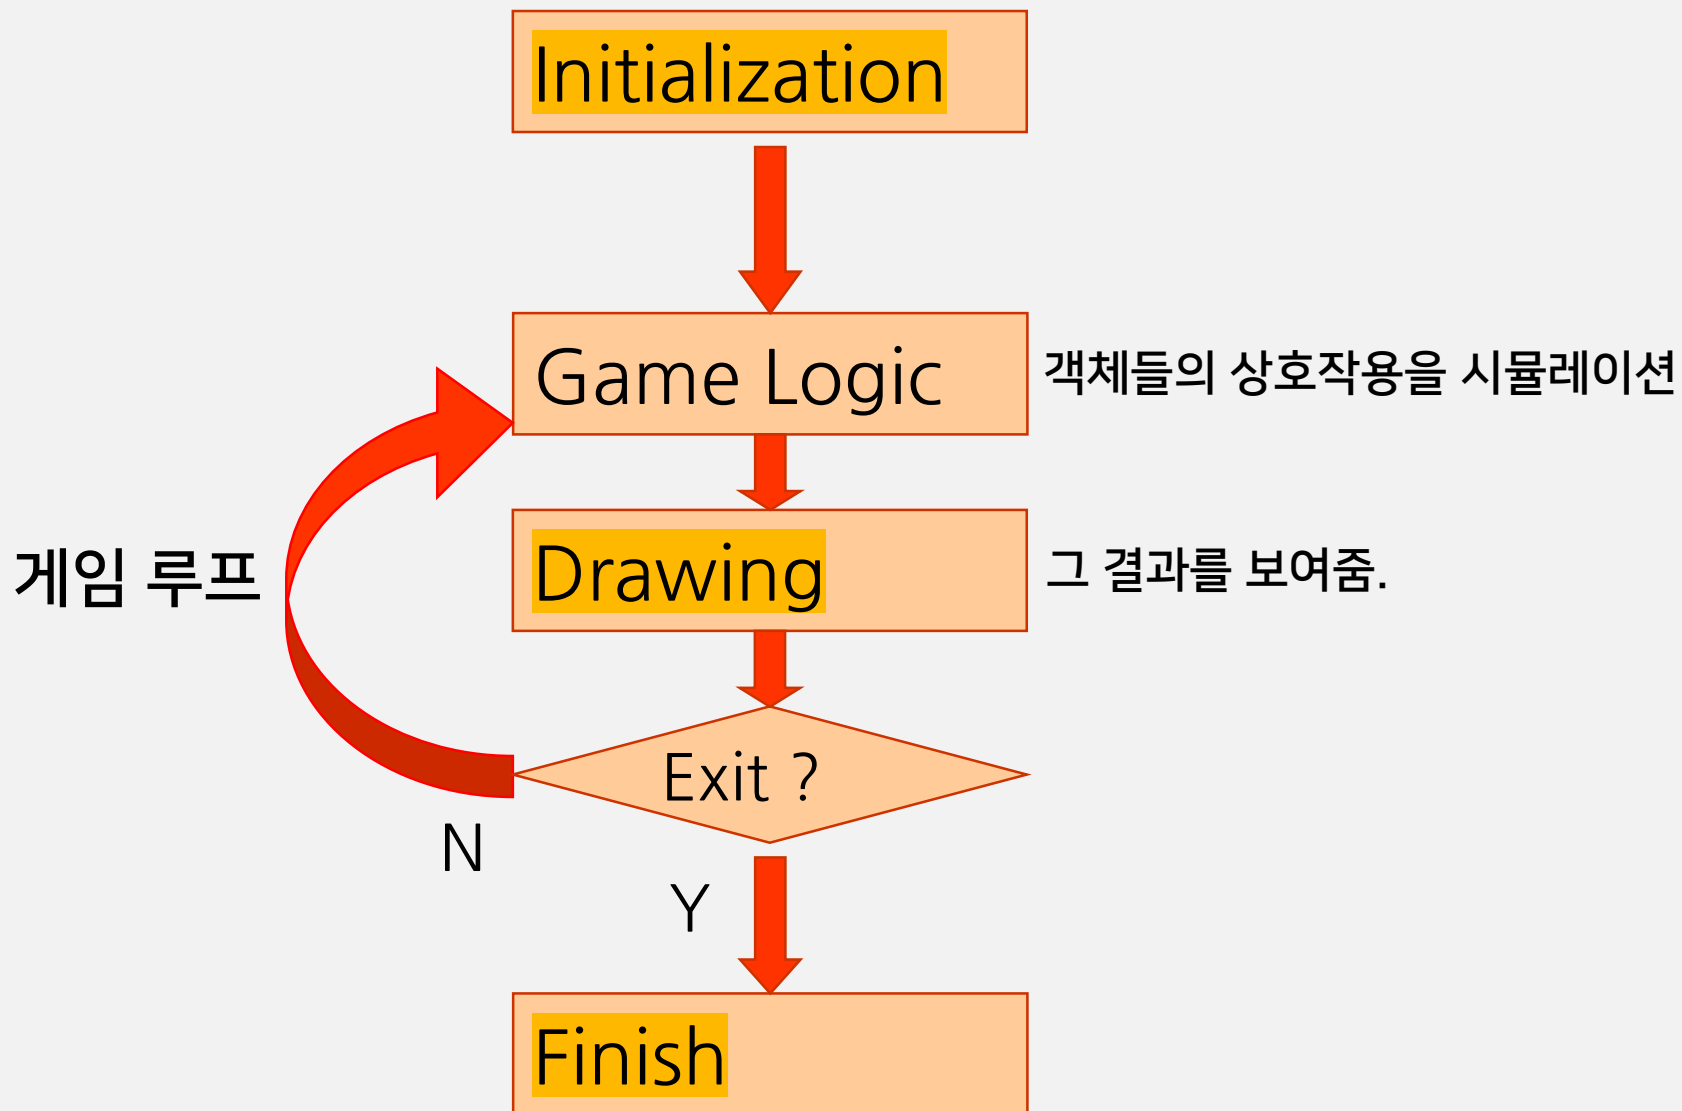 Initialization
Game Logic
객체들의 상호작용을 시뮬레이션
게임 루프
Drawing
그 결과를 보여줌.
Exit ?
N
Y
Finish